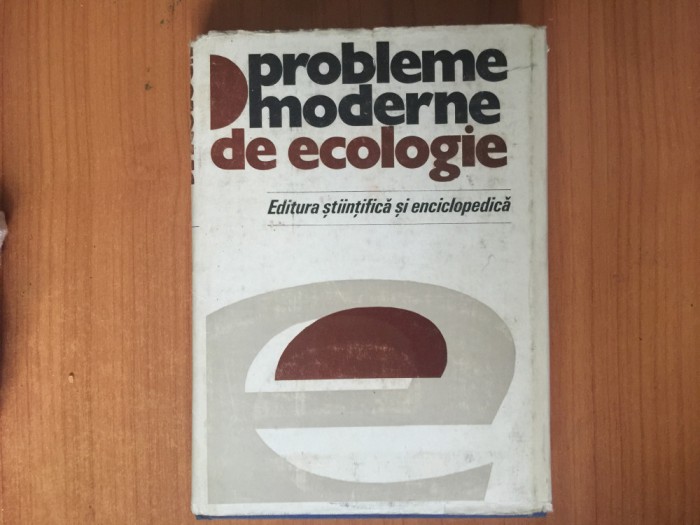 probleme
moderne
de ecologie
Editura științifică și enciclopedică
e